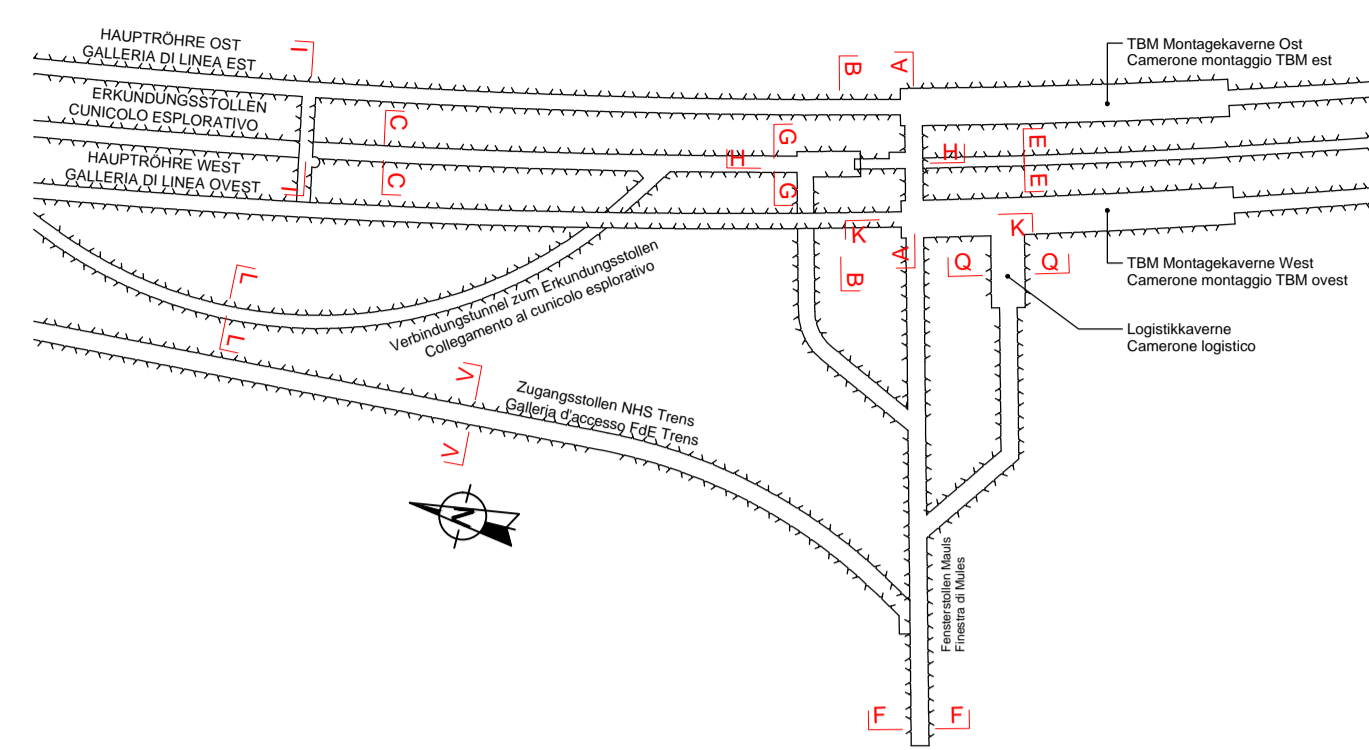 HAUPTRÖHRE OST
GALLERIA DI LINEA EST
ERKUNDUNGSSTOLLEN
CUNICOLO ESPLORATIVO
HAUPTRÖHRE WEST
GALLERIA DI LINEA OVEST
I
I
C
C
B
A
G
H
G
H
E
E
K
K
A
B
Q
Q
TBM Montagekaverne Ost
Camerone montaggio TBM est
TBM Montagekaverne West
Camerone montaggio TBM ovest
Logistikkaverne
Camerone logistico
L
L
Verbindungstunnel zum Erkundungsstollen
Collegamento al cunicolo esplorativo
V
V
Zugangsstollen NHS Trens
Galleria d'accesso FdE Trens
N
Fensterstollen Mauls
Finestra di Mules
F
F